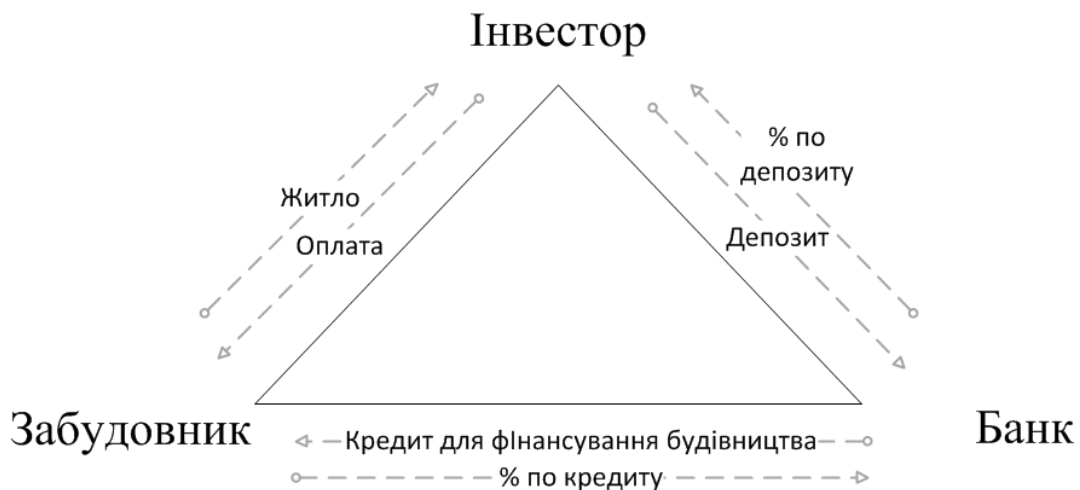 Інвестор
% по
депозиту
Житло
Депозит
Оплата
Забудовник
Банк
Кредит для фІнансування будівництва
% по кредиту